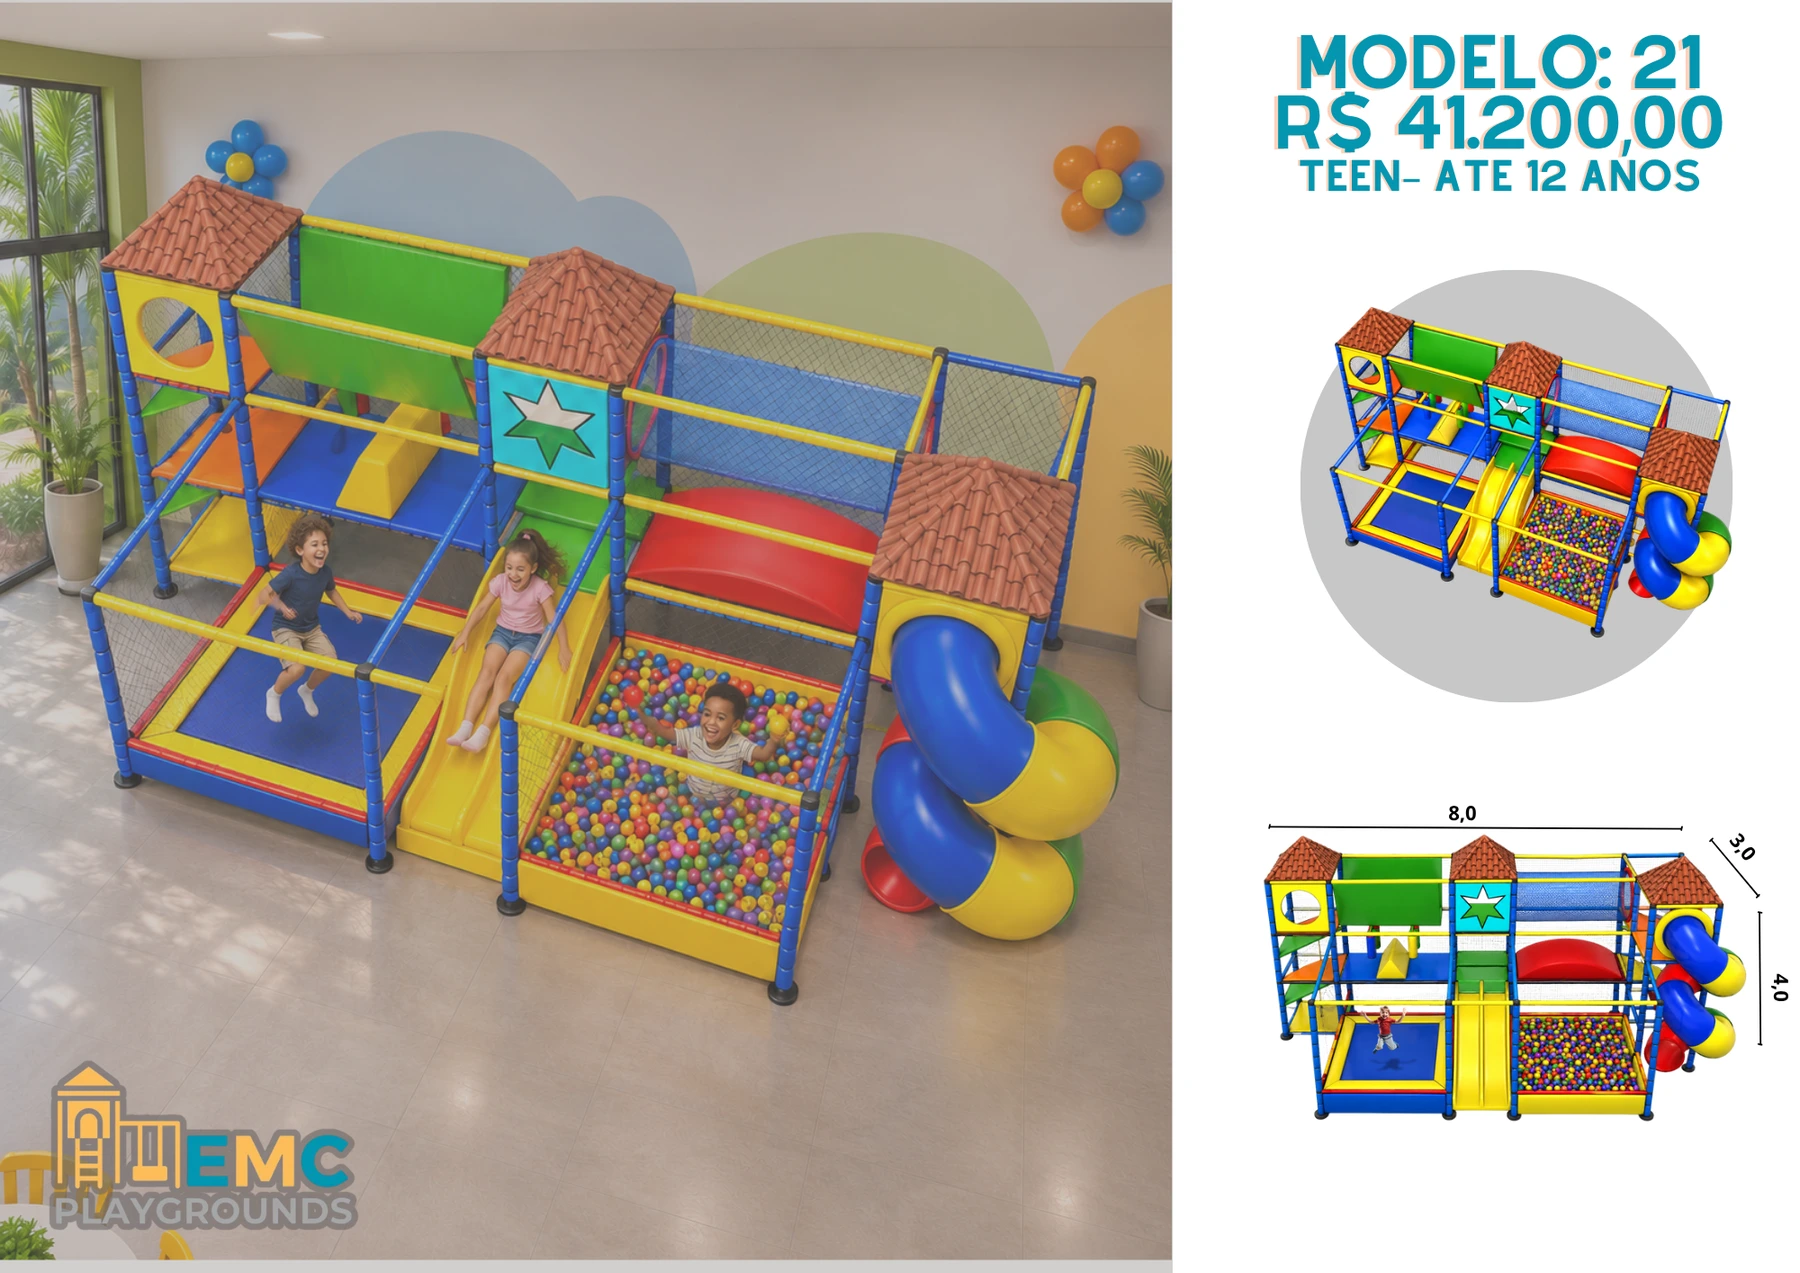 MODELO: 21
R$ 41.200,00
TEEN- ATE 12 ANOS
8,0
3,0
4,0
EMC
PLAYGROUNDS